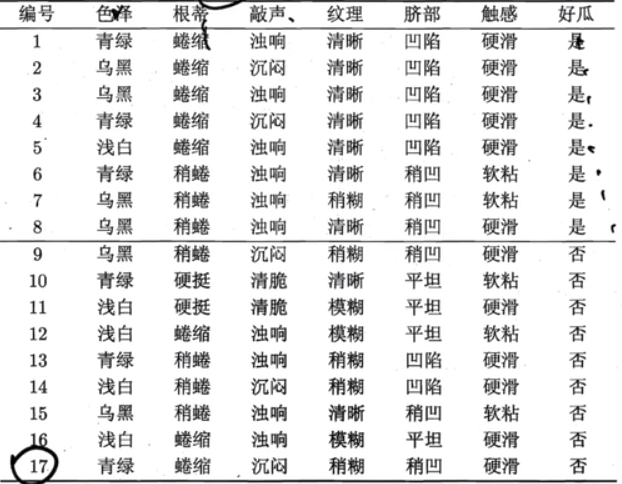 编号 色泽 根蒂 敲声 纹理 脐部 触感 好瓜
1 青绿 蜷缩 浊响 清晰 凹陷 硬滑 是
2 乌黑 蜷缩 沉闷 清晰 凹陷 硬滑 是
3 乌黑 蜷缩 浊响 清晰 凹陷 硬滑 是
4 青绿 蜷缩 沉闷 清晰 凹陷 硬滑 是
5 浅白 蜷缩 浊响 清晰 凹陷 硬滑 是
6 青绿 稍蜷 浊响 清晰 稍凹 软粘 是
7 乌黑 稍蜷 浊响 稍糊 稍凹 软粘 是
8 乌黑 稍蜷 浊响 清晰 稍凹 硬滑 是
9 乌黑 稍蜷 沉闷 稍糊 稍凹 硬滑 否
10 青绿 硬挺 清脆 清晰 平坦 软粘 否
11 浅白 硬挺 清脆 模糊 平坦 硬滑 否
12 浅白 蜷缩 浊响 模糊 平坦 软粘 否
13 青绿 稍蜷 浊响 稍糊 凹陷 硬滑 否
14 浅白 稍蜷 沉闷 稍糊 凹陷 硬滑 否
15 乌黑 稍蜷 浊响 清晰 稍凹 软粘 否
16 浅白 蜷缩 浊响 模糊 平坦 硬滑 否
17 青绿 蜷缩 沉闷 稍糊 稍凹 硬滑 否